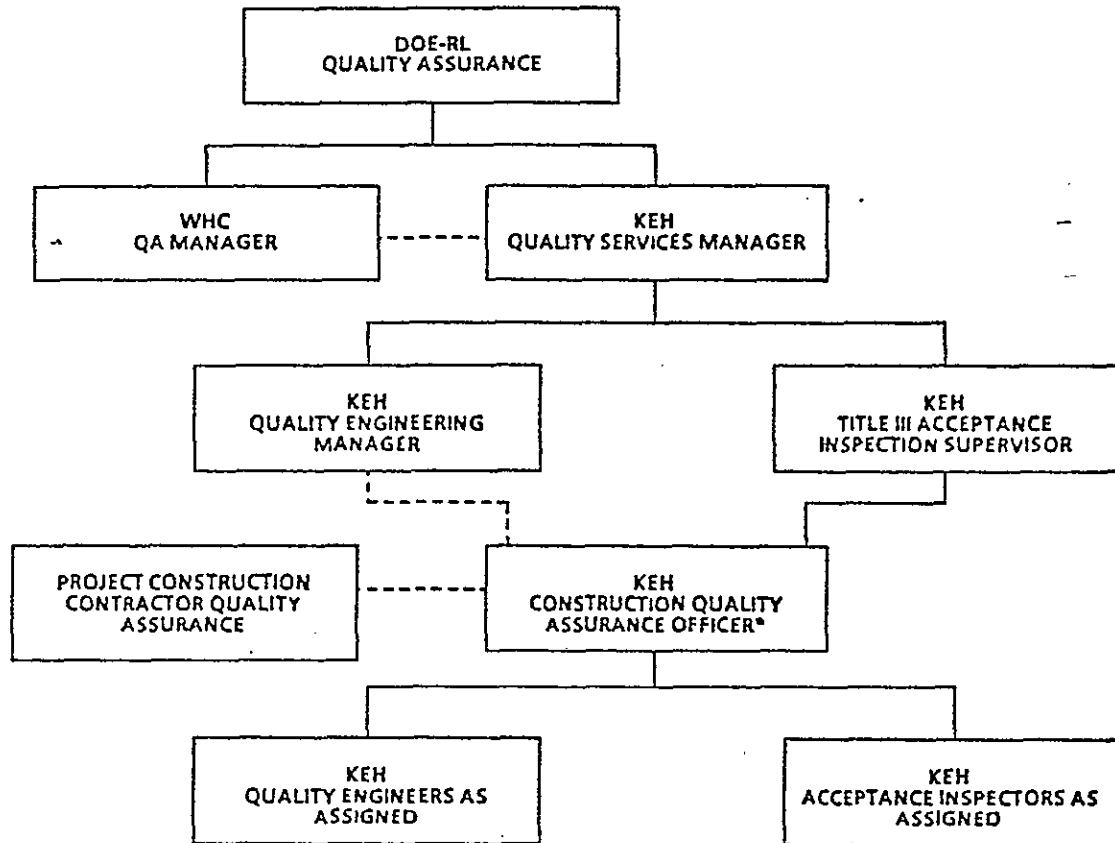 DOE-RL
QUALITY ASSURANCE
WHC
QA MANAGER
KEH
QUALITY SERVICES MANAGER
KEH
QUALITY ENGINEERING
MANAGER
KEH
TITLE III ACCEPTANCE
INSPECTION SUPERVISOR
PROJECT CONSTRUCTION
CONTRACTOR QUALITY
ASSURANCE
KEH
CONSTRUCTION QUALITY
ASSURANCE OFFICER*
KEH
QUALITY ENGINEERS AS
ASSIGNED
KEH
ACCEPTANCE INSPECTORS AS
ASSIGNED